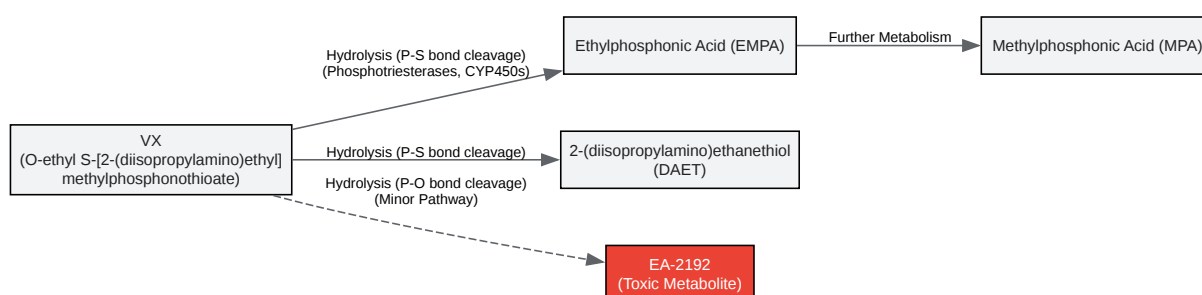 Ethylphosphonic Acid (EMPA)
Further Metabolism
Methylphosphonic Acid (MPA)
Hydrolysis (P-S bond cleavage)
(Phosphotriesterases, CYP450s)
VX
(O-ethyl S-[2-(diisopropylamino)ethyl]
methylphosphonothioate)
Hydrolysis (P-S bond cleavage)
2-(diisopropylamino)ethanethiol
(DAET)
Hydrolysis (P-O bond cleavage)
(Minor Pathway)
EA-2192
(Toxic Metabolite)